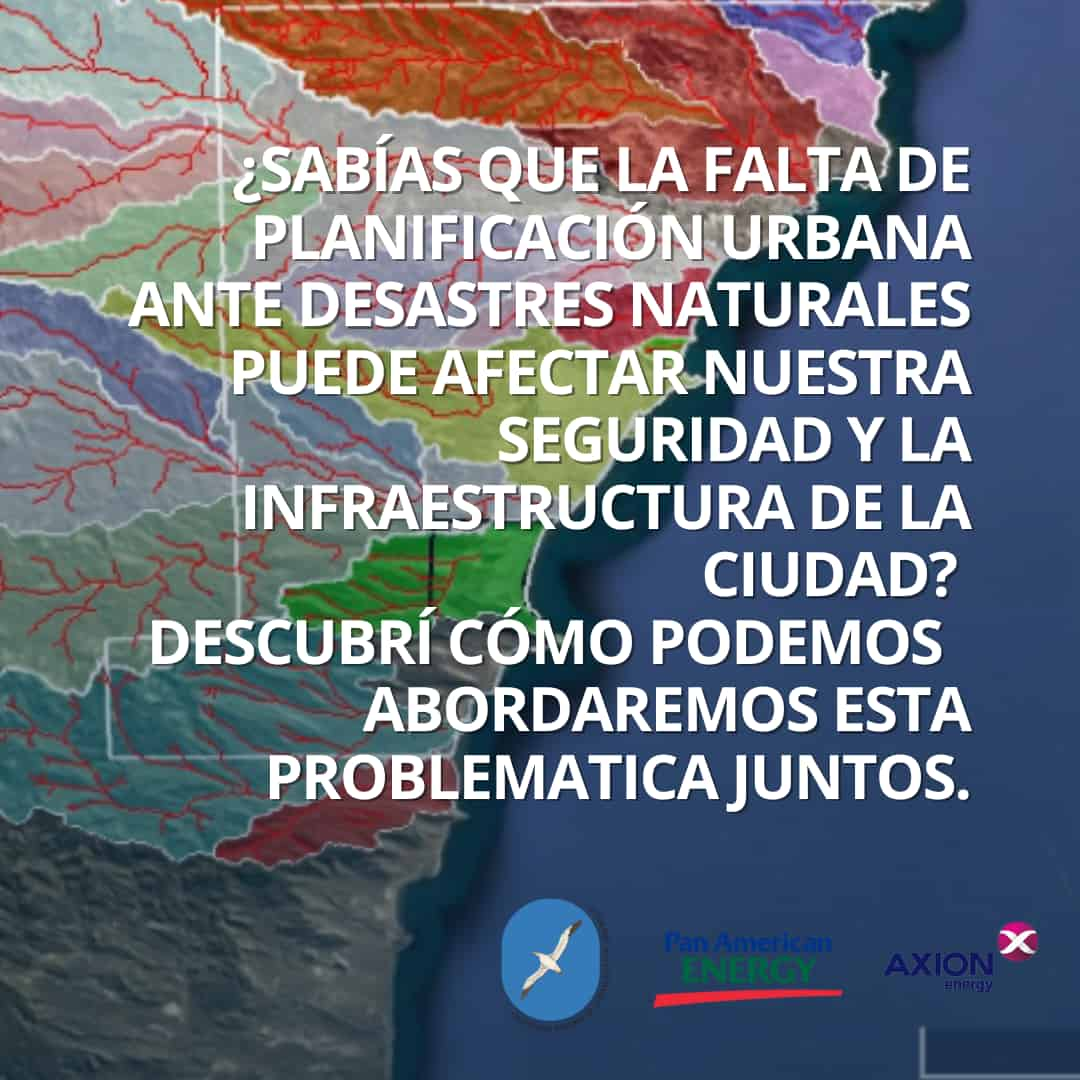 ¿SABÍAS QUE LA FALTA DE
PLANIFICACIÓN URBANA
ANTE DESASTRES NATURALES
PUEDE AFECTAR NUESTRA
SEGURIDAD Y LA
INFRAESTRUCTURA DE LA
CIUDAD?
DESCUBRÍ CÓMO PODEMOS
ABORDAREMOS ESTA
PROBLEMATICA JUNTOS.
Pan American
ENERGY
AXION
energy